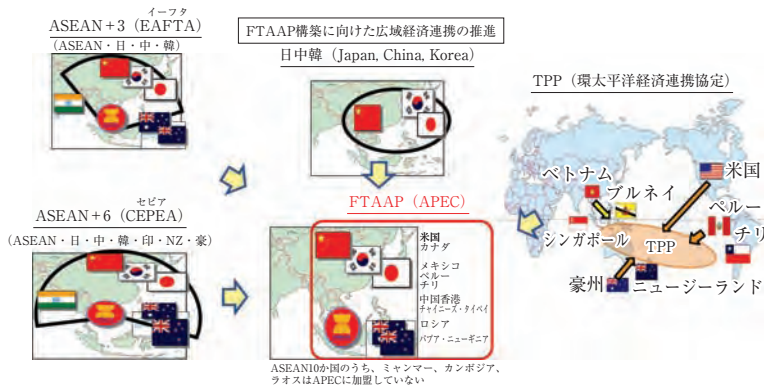 イーフタ
ASEAN+3 (EAFTA)
(ASEAN・日・中・韓)
FTAAP構築に向けた広域経済連携の推進
日中韓 (Japan, China, Korea)
TPP(環太平洋経済連携協定)
米国
ベトナム
ブルネイ
ペルー
チリ
シンガポール
TPP
豪州
ニュージーランド
セピア
ASEAN+6 (CEPEA)
(ASEAN・日・中・韓・印・NZ・豪)
FTAAP (APEC)
米国
カナダ
メキシコ
ペルー
チリ
中国香港
チャイニーズ・タイペイ
ロシア
パプア・ニューギニア
ASEAN10か国のうち、ミャンマー、カンボジア、
ラオスはAPECに加盟していない